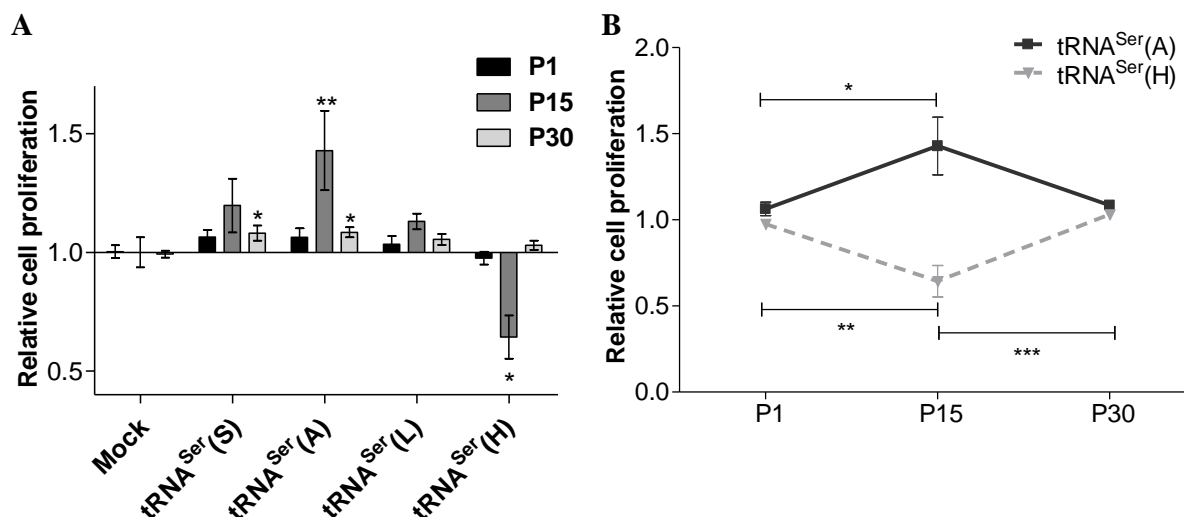 A
Relative cell proliferation
1.5
1.0
0.5
**
*
*
*
P1
P15
P30
Mock
tRNA^Ser(S)
tRNA^Ser(A)
tRNA^Ser(L)
tRNA^Ser(H)
B
Relative cell proliferation
2.0
1.5
1.0
0.5
0.0
tRNA^Ser(A)
tRNA^Ser(H)
*
**
***
P1
P15
P30